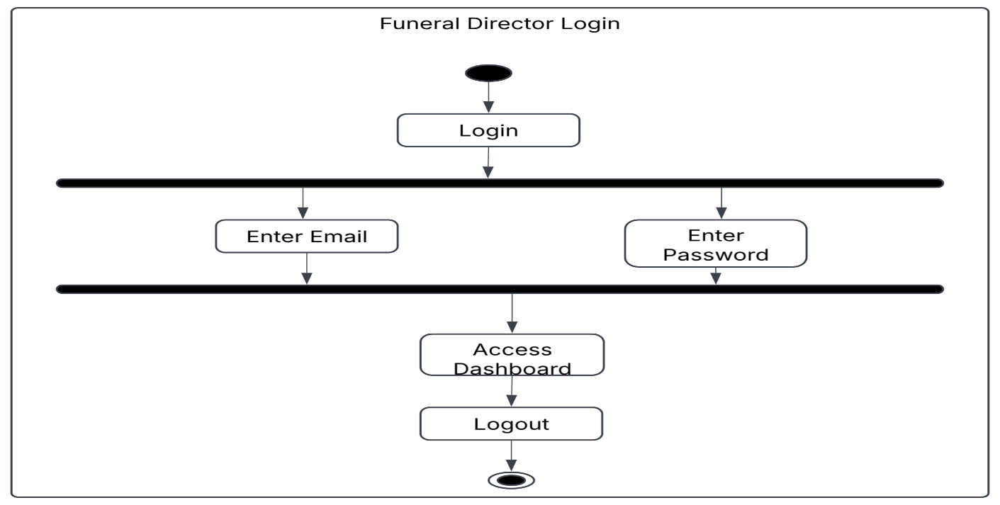 Funeral Director Login
Login
Enter Email
Enter
Password
Access
Dashboard
Logout